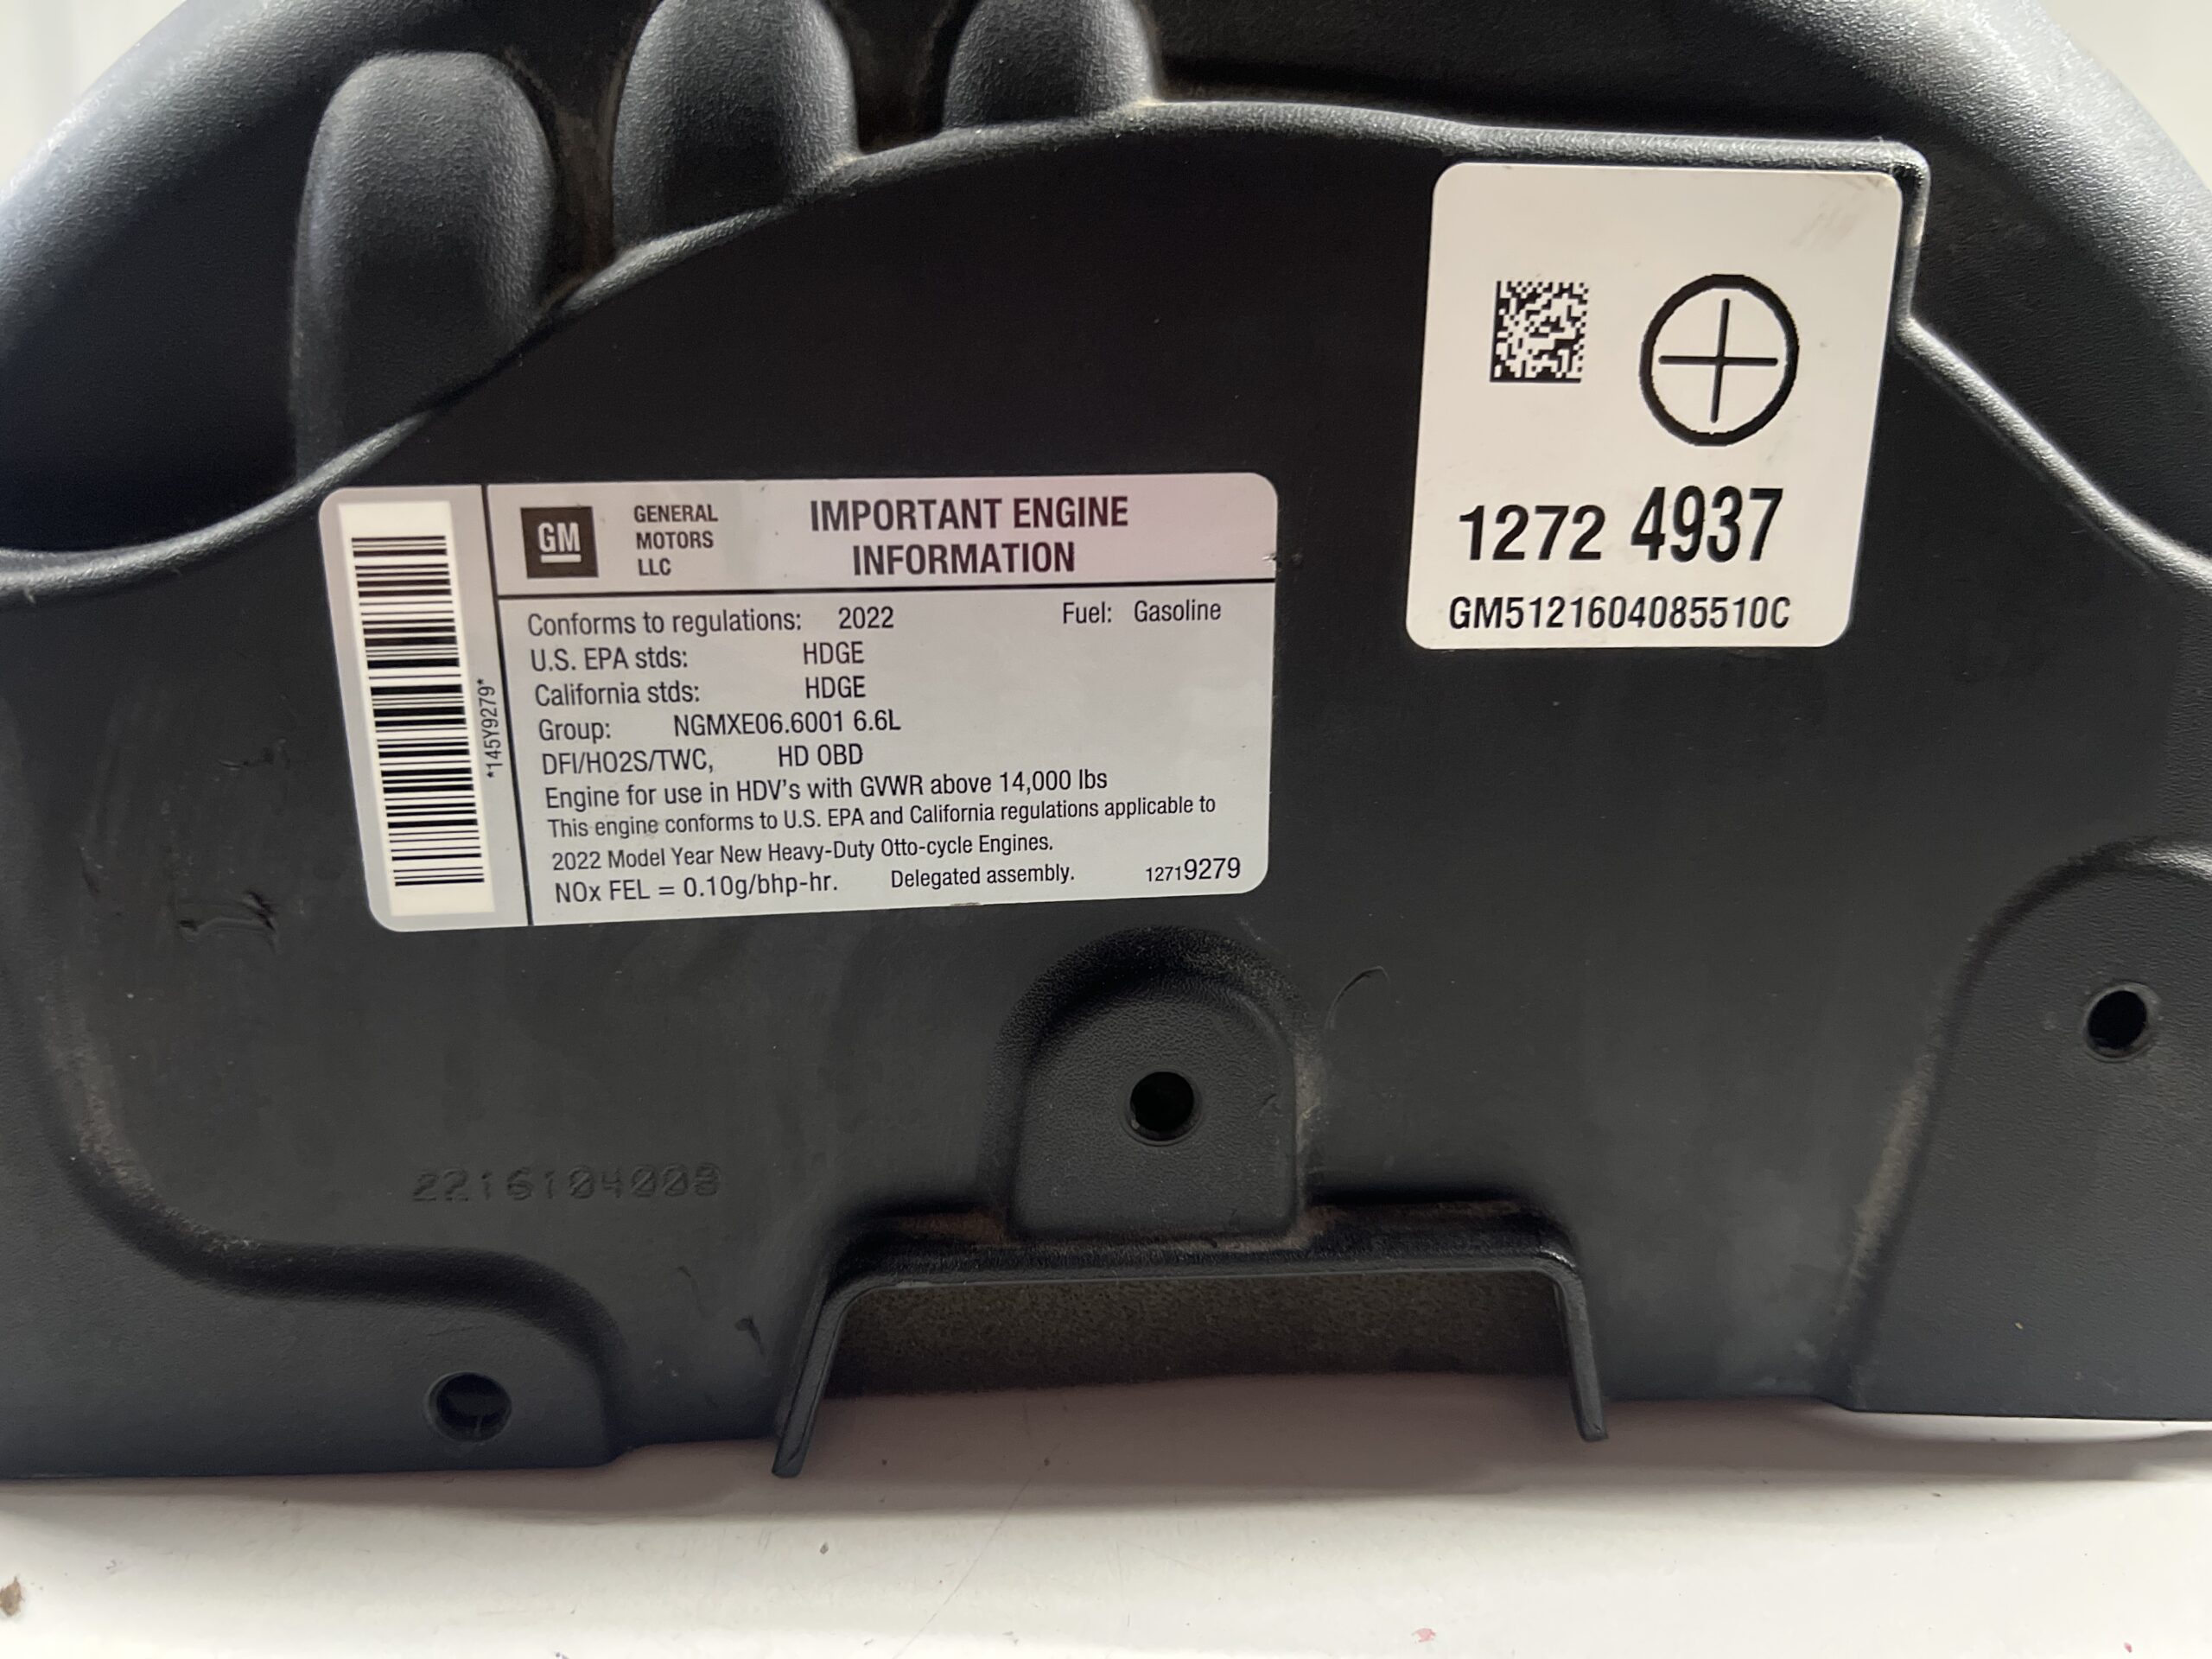 GM
GENERAL
MOTORS
LLC
IMPORTANT ENGINE
INFORMATION
Conforms to regulations: 2022 Fuel: Gasoline
U.S. EPA stds: HDGE
California stds: HDGE
Group: NGMXE06.6001 6.6L
DFI/HO2S/TWC, HD OBD
Engine for use in HDV's with GVWR above 14,000 lbs
This engine conforms to U.S. EPA and California regulations applicable to
2022 Model Year New Heavy-Duty Otto-cycle Engines.
NOx FEL = 0.10g/bhp-hr. Delegated assembly. 12719279
*145Y9279*
1272 4937
GM5121604085510C
2216104008